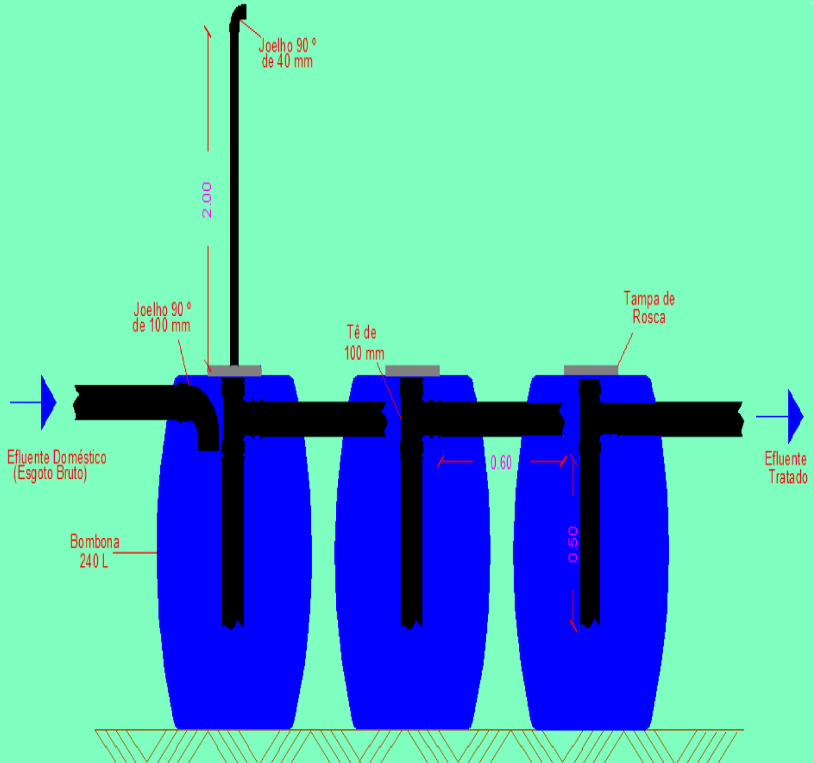 Joelho 90 º
de 40 mm
2.00
Joelho 90 º
de 100 mm
Tê de
100 mm
Tampa de
Rosca
Efluente Doméstico
(Esgoto Bruto)
0.60
Efluente
Tratado
Bombona
240 L
0.50